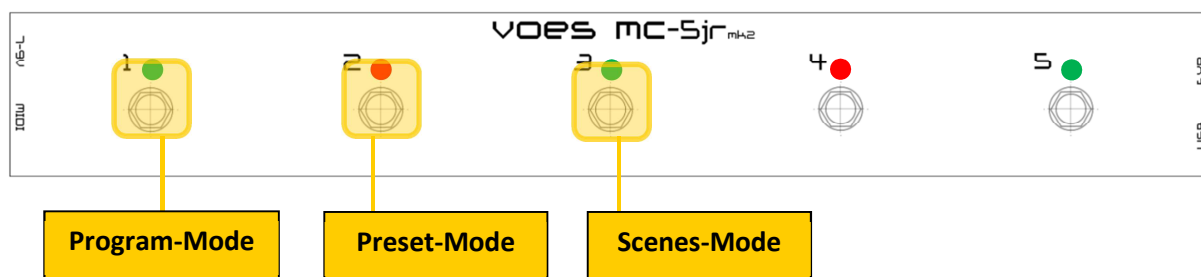 VOES MC-5jr mk2
1 2 3 4 5
MIDI
Program-Mode Preset-Mode Scenes-Mode